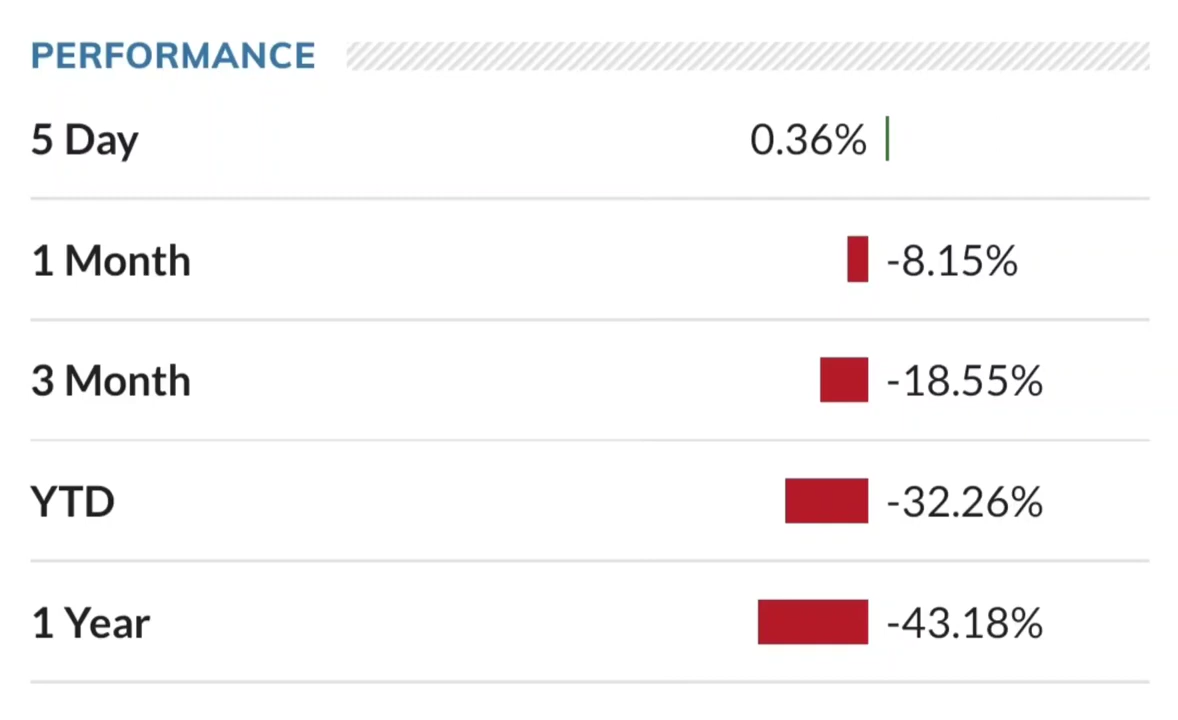 PERFORMANCE
5 Day 0.36%
1 Month -8.15%
3 Month -18.55%
YTD -32.26%
1 Year -43.18%